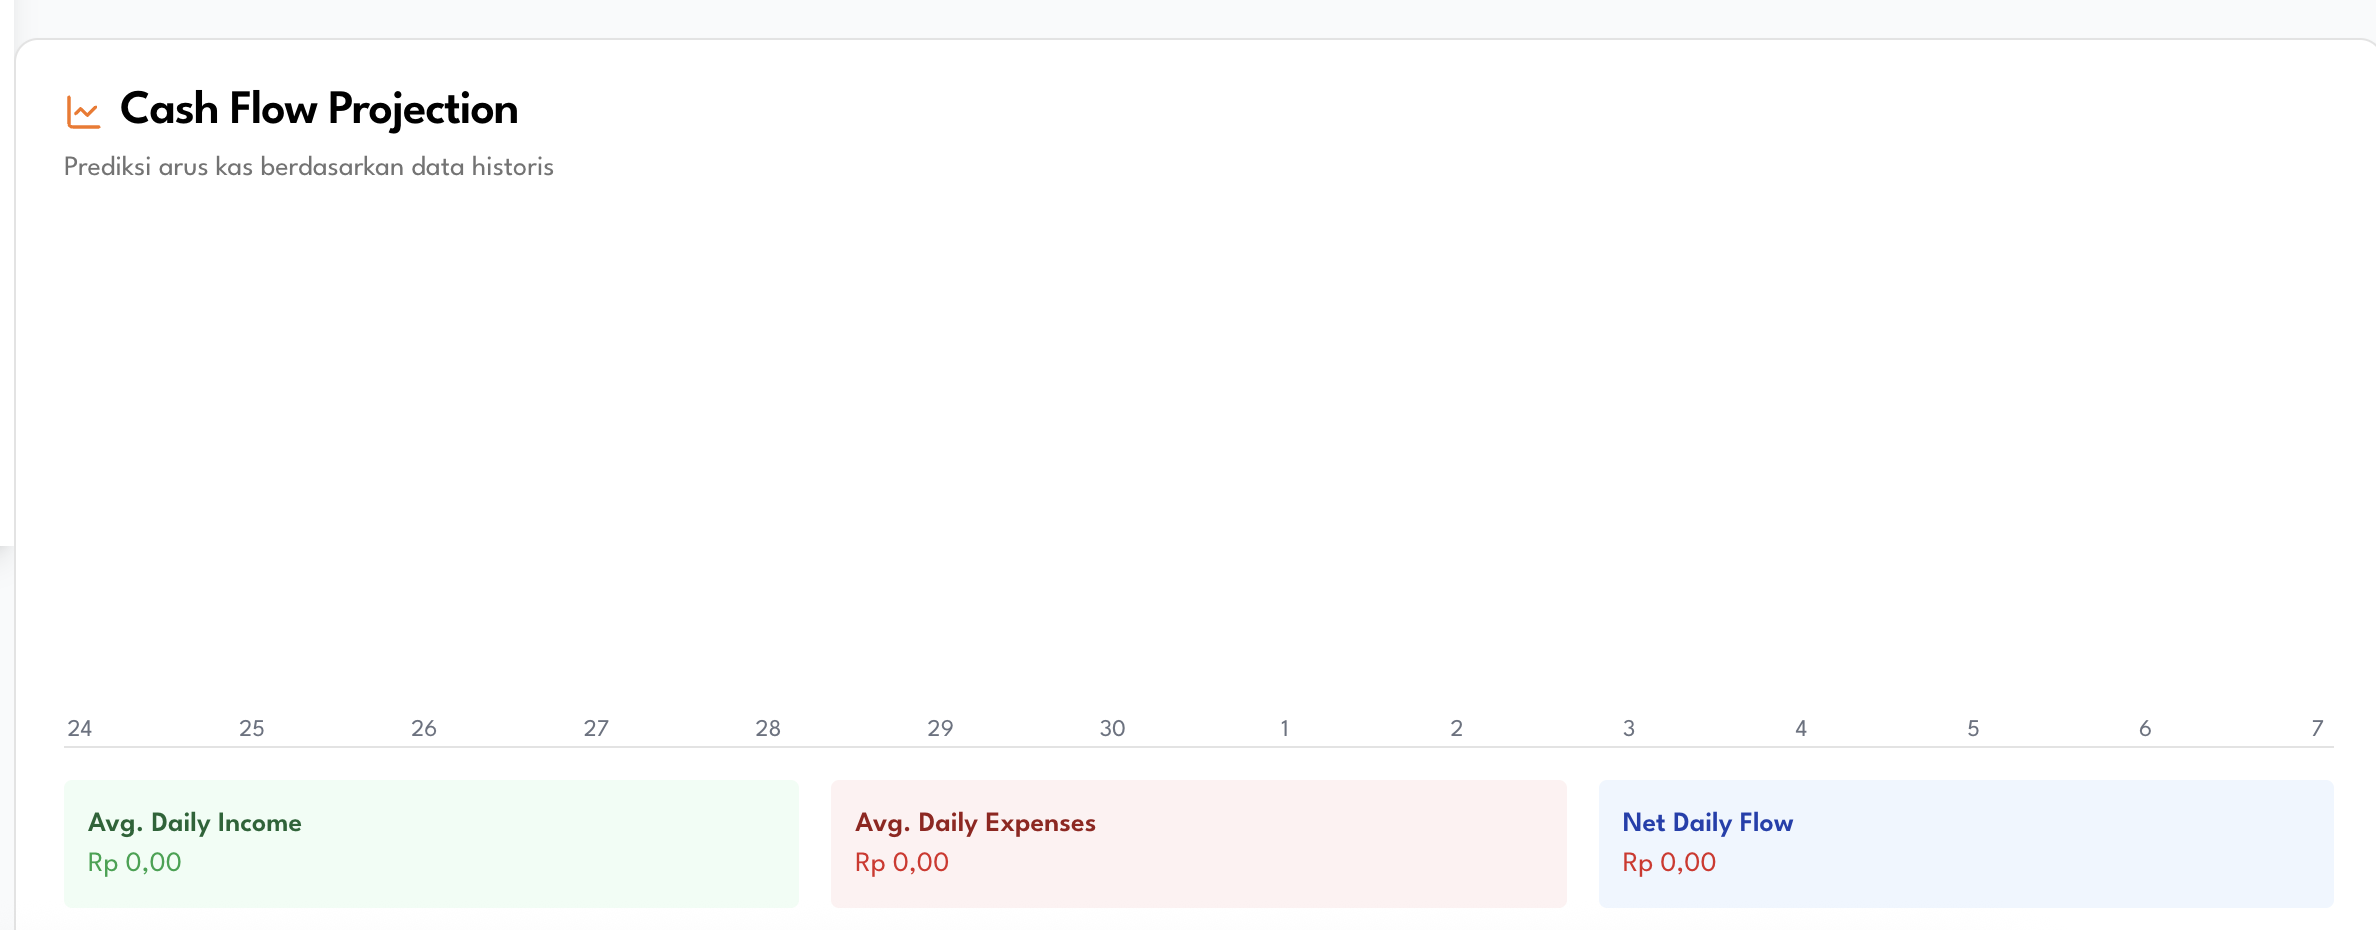 Cash Flow Projection
Prediksi arus kas berdasarkan data historis
24 25 26 27 28 29 30 1 2 3 4 5 6 7
Avg. Daily Income
Rp 0,00
Avg. Daily Expenses
Rp 0,00
Net Daily Flow
Rp 0,00